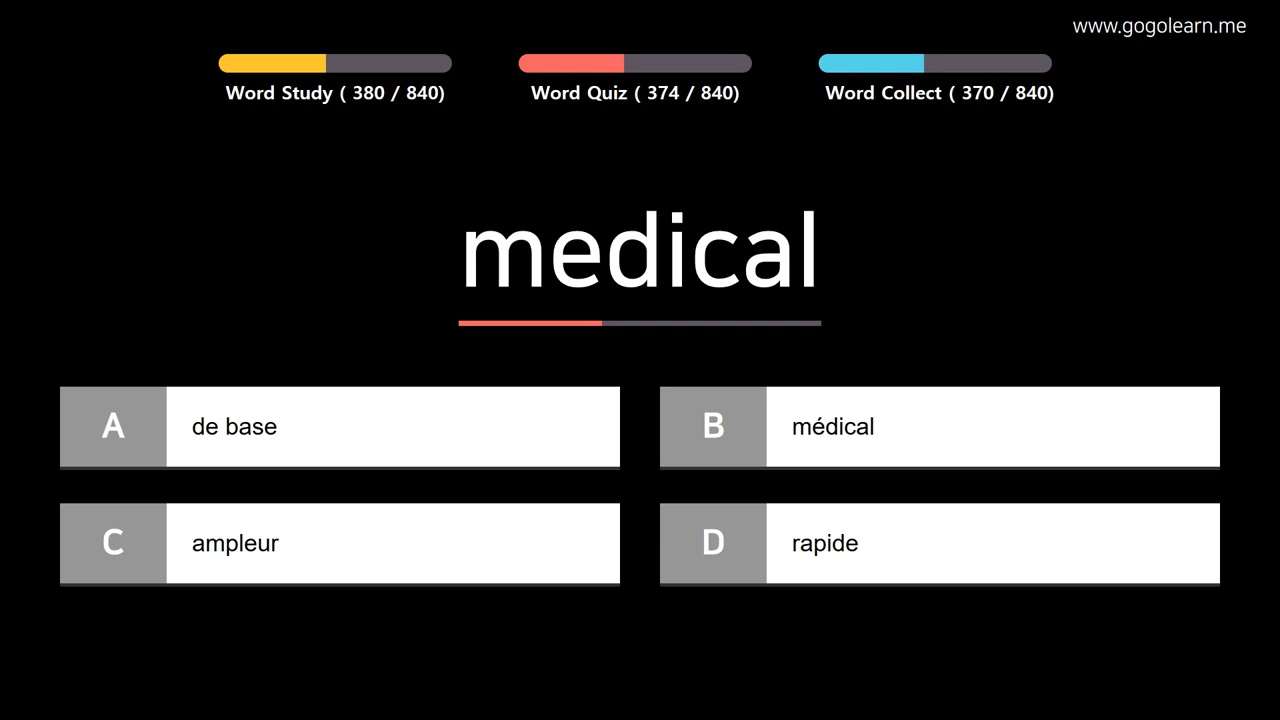 www.gogolearn.me
Word Study ( 380 / 840)
Word Quiz ( 374 / 840)
Word Collect ( 370 / 840)
medical
A de base
B médical
C ampleur
D rapide